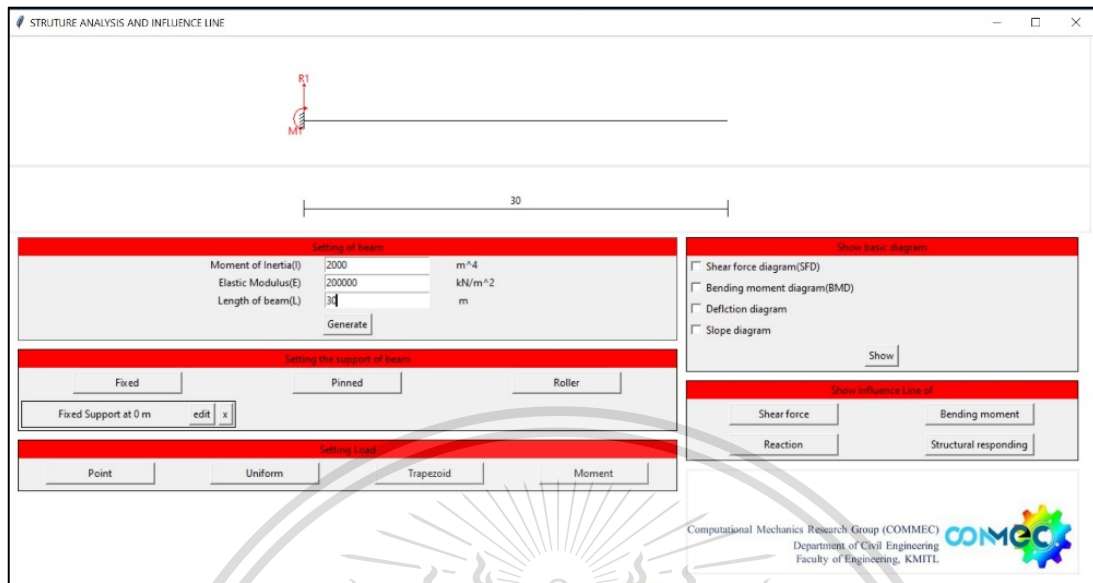 STRUTURE ANALYSIS AND INFLUENCE LINE
R1
M1
30
Setting of beam
Moment of Inertia(I) 2000 m^4
Elastic Modulus(E) 200000 kN/m^2
Length of beam(L) 30 m
Generate
Setting the support of beam
Fixed Pinned Roller
Fixed Support at 0 m edit x
Setting Load
Point Uniform Trapezoid Moment
Show basic diagram
Shear force diagram(SFD)
Bending moment diagram(BMD)
Deflction diagram
Slope diagram
Show
Show influence Line of
Shear force Bending moment
Reaction Structural responding
Computational Mechanics Research Group (COMMEC)
Department of Civil Engineering
Faculty of Engineering, KMITL
COMMEC